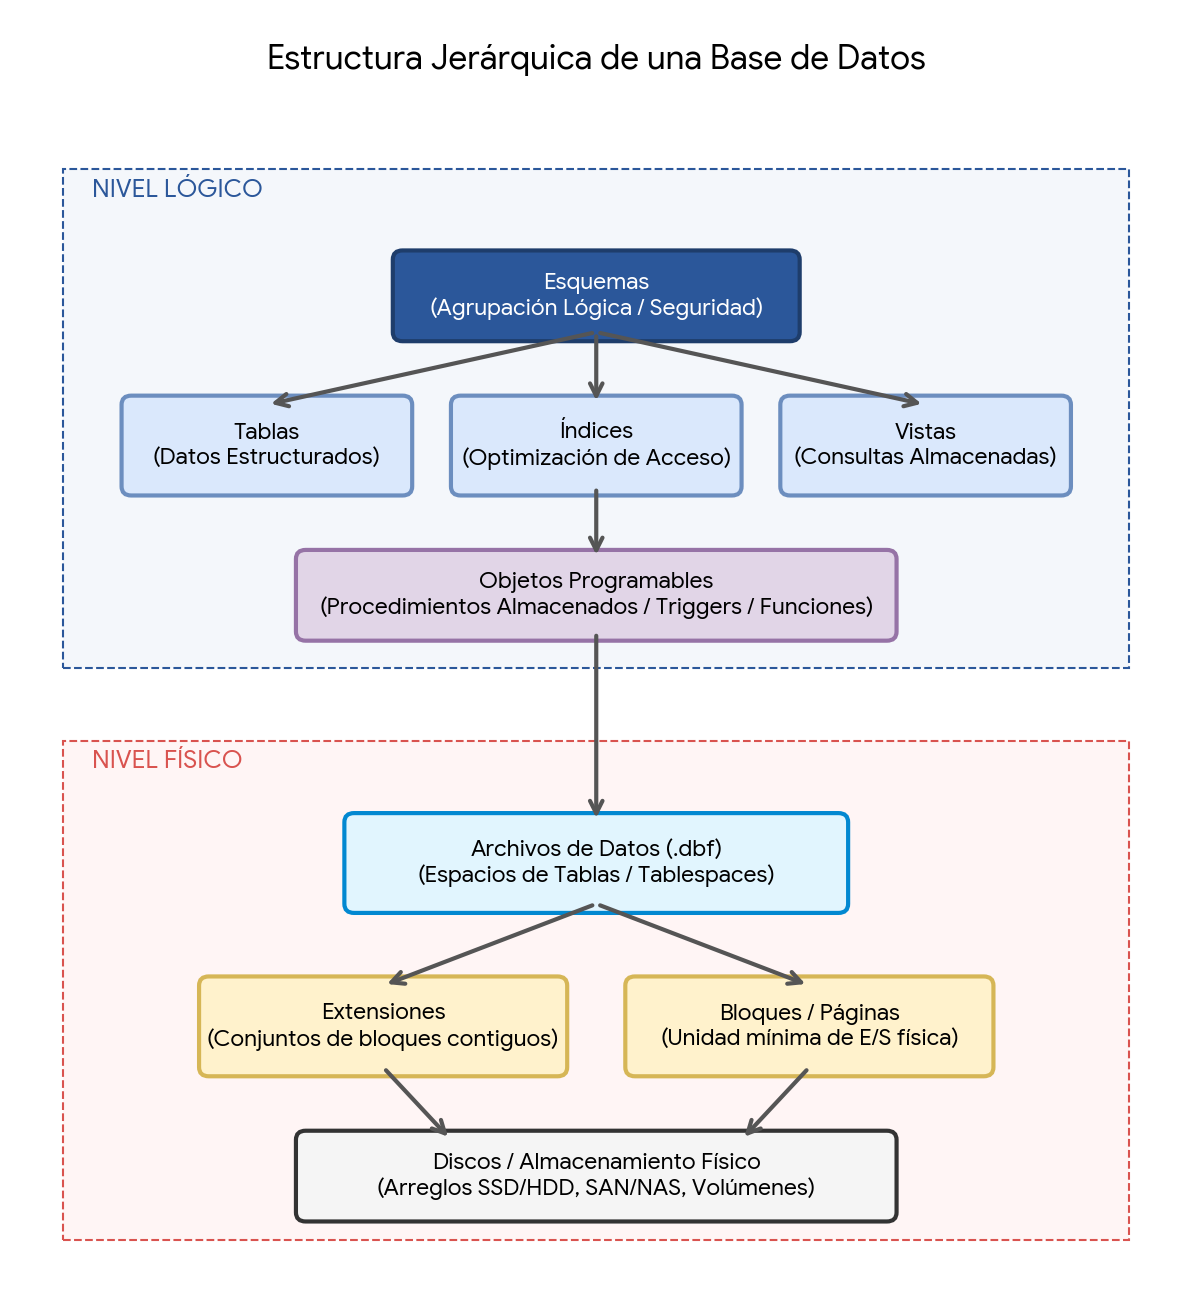 Estructura Jerárquica de una Base de Datos
NIVEL LÓGICO
Esquemas
(Agrupación Lógica / Seguridad)
Tablas
(Datos Estructurados)
Índices
(Optimización de Acceso)
Vistas
(Consultas Almacenadas)
Objetos Programables
(Procedimientos Almacenados / Triggers / Funciones)
NIVEL FÍSICO
Archivos de Datos (.dbf)
(Espacios de Tablas / Tablespaces)
Extensiones
(Conjuntos de bloques contiguos)
Bloques / Páginas
(Unidad mínima de E/S física)
Discos / Almacenamiento Físico
(Arreglos SSD/HDD, SAN/NAS, Volúmenes)